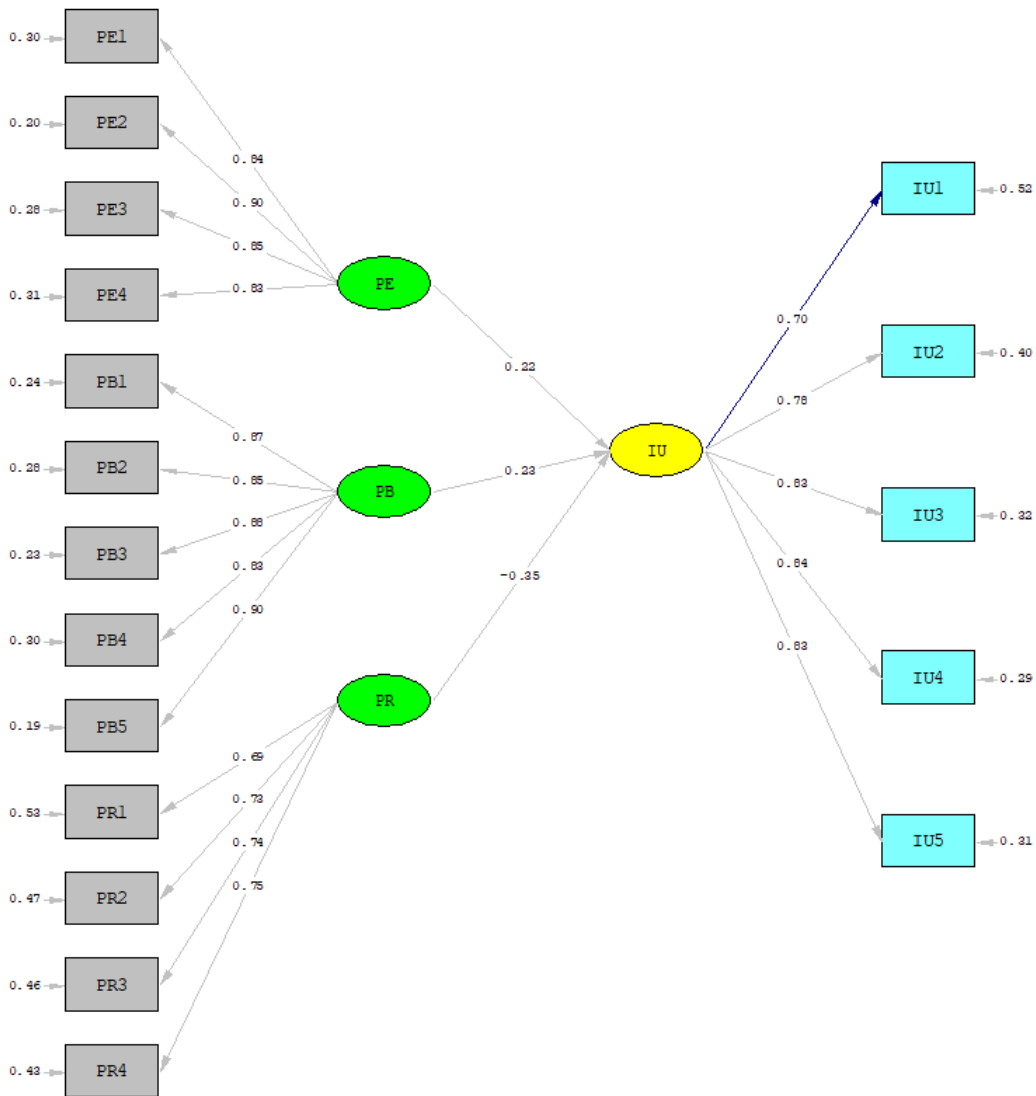 0.30 PE1
0.20 PE2
0.84
IU1 0.52
0.28 PE3
0.90
0.85
0.31 PE4
0.83
PE
0.70
IU2 0.40
0.24 PB1
0.22
0.78
0.87
IU
0.28 PB2
0.85
PB
0.23
0.83
IU3 0.32
0.23 PB3
0.88
0.83
0.84
-0.35
0.30 PB4
0.90
0.83
IU4 0.29
0.19 PB5
PR
0.69
0.53 PR1
0.73
0.74
IU5 0.31
0.75
0.47 PR2
0.46 PR3
0.43 PR4